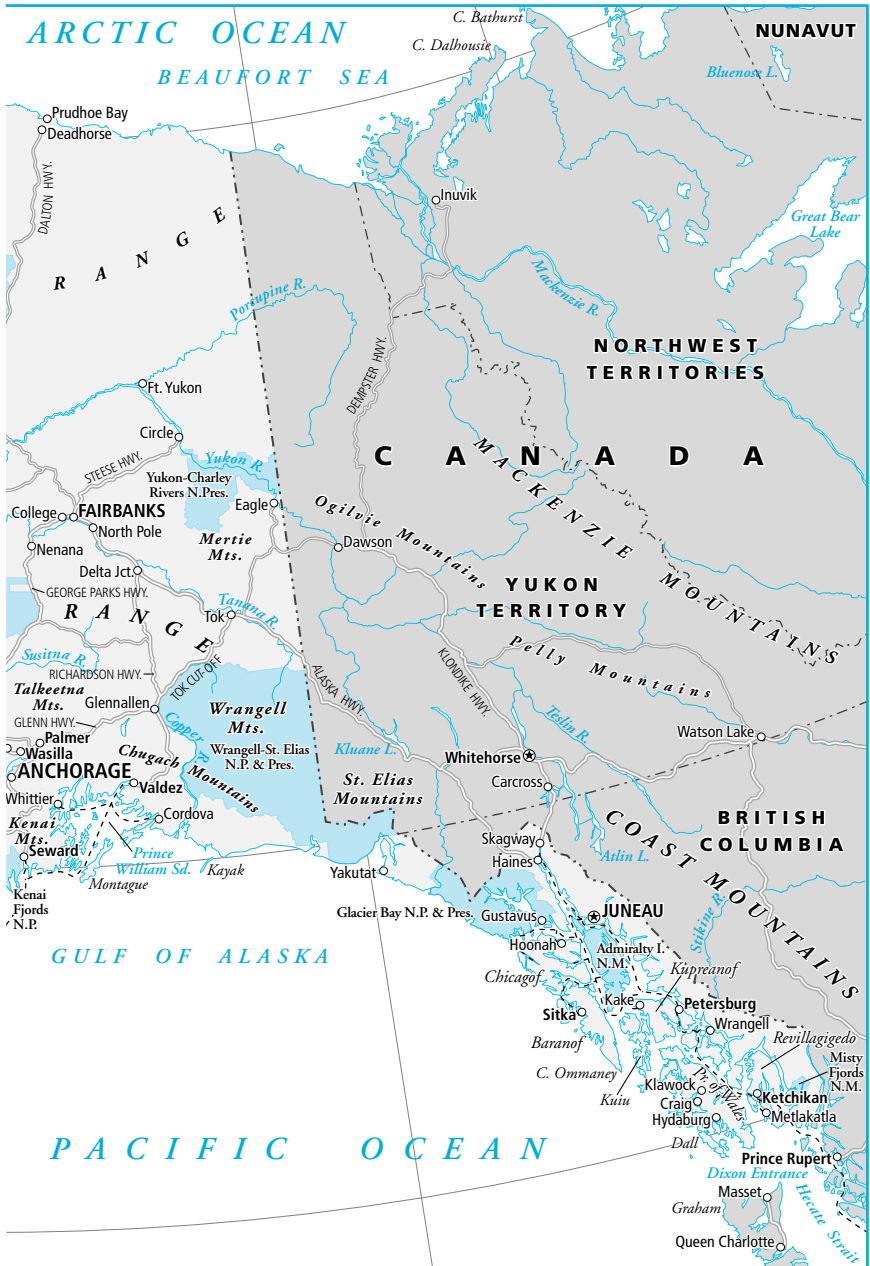 ARCTIC OCEAN
BEAUFORT SEA
C. Bathurst
C. Dalhousie
NUNAVUT
Bluenose L.
Prudhoe Bay
Deadhorse
DALTON HWY.
Inuvik
Great Bear
Lake
RANGE
Porcupine R.
Mackenzie R.
NORTHWEST
TERRITORIES
DEMPSTER HWY.
Ft. Yukon
Circle
CANADA
MACKENZIE MOUNTAINS
STEESE HWY.
Yukon R.
Yukon-Charley
Rivers N.Pres.
Eagle
College
FAIRBANKS
North Pole
Ogilvie Mountains
Mertie
Mts.
Nenana
Dawson
Delta Jct.
YUKON
TERRITORY
GEORGE PARKS HWY.
RANGE
Tok
Tanana R.
Pelly Mountains
Susitna R.
RICHARDSON HWY.
TOK CUT-OFF
ALASKA HWY.
KLONDIKE HWY.
Talkeetna
Mts.
Glennallen
GLENN HWY.
Wrangell
Mts.
Wrangell-St. Elias
N.P. & Pres.
Copper R.
Teslin R.
Watson Lake
Palmer
Wasilla
Chugach Mountains
Kluane L.
Whitehorse
ANCHORAGE
Valdez
St. Elias
Mountains
Carcross
Whittier
Cordova
Kenai
Mts.
COAST MOUNTAINS
BRITISH
COLUMBIA
Skagway
Haines
Atlin L.
Seward
Prince
William Sd.
Kayak
Montague
Yakutat
Kenai
Fjords
N.P.
Glacier Bay N.P. & Pres.
Gustavus
JUNEAU
Stikine R.
GULF OF ALASKA
Hoonah
Admiralty I.
N.M.
Chicagof
Kupreanof
Kake
Petersburg
Sitka
Wrangell
Baranof
Revillagigedo
Misty
Fjords
N.M.
C. Ommaney
Kuiu
Klawock
Pr. of Wales
Craig
Ketchikan
Hydaburg
Metlakatla
Dall
PACIFIC OCEAN
Prince Rupert
Dixon Entrance
Masset
Hecate Strait
Graham
Queen Charlotte